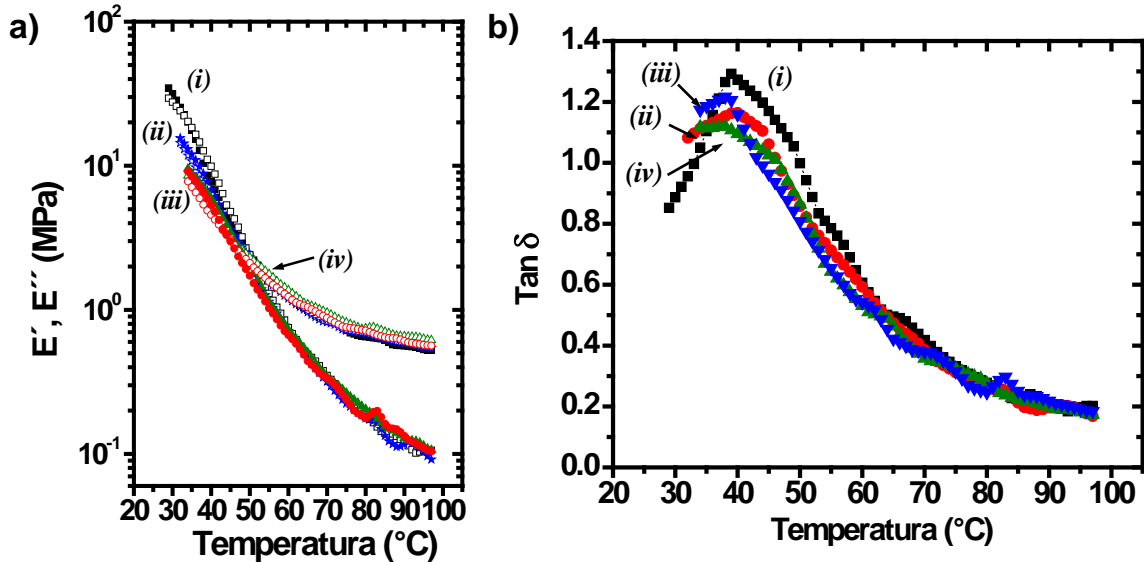 a)
E´, E´´ (MPa)
10²
10¹
10⁰
10⁻¹
(i)
(ii)
(iii)
(iv)
20 30 40 50 60 70 80 90 100
Temperatura (°C)
b)
Tan δ
1.4
1.2
1.0
0.8
0.6
0.4
0.2
0.0
(iii)
(i)
(ii)
(iv)
20 30 40 50 60 70 80 90 100
Temperatura (°C)